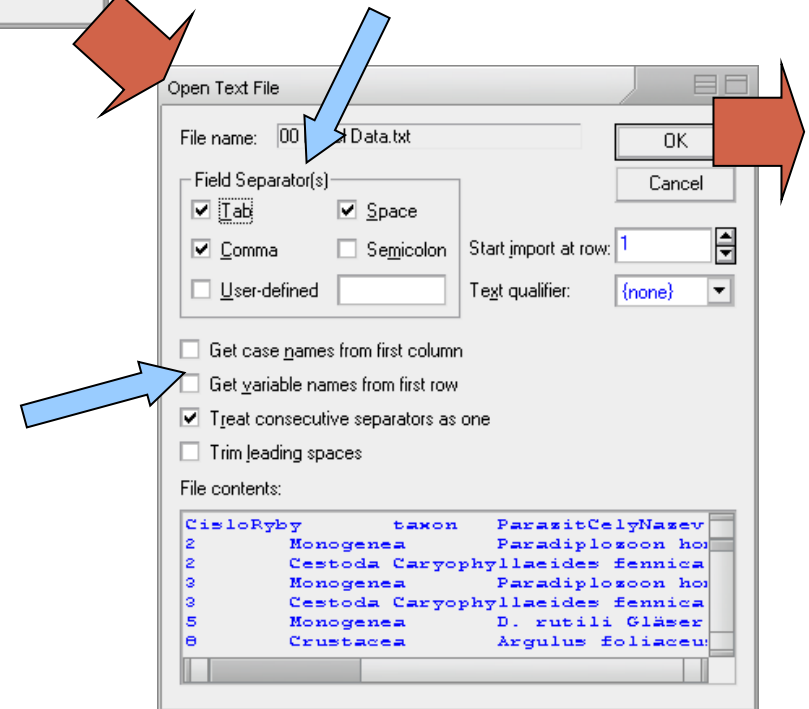 Open Text File
File name: 00 Data.txt
OK
Field Separator(s)
Cancel
Tab Space
Comma Semicolon Start import at row: 1
User-defined Text qualifier: {none}
Get case names from first column
Get variable names from first row
Treat consecutive separators as one
Trim leading spaces
File contents:
CisloRyby taxon ParazitCelyNazev
2 Monogenea Paradiplozoon
2 Cestoda Caryophyllaeides fennica
3 Monogenea Paradiplozoon
3 Cestoda Caryophyllaeides fennica
5 Monogenea D. rutili Gläser
8 Crustacea Argulus foliaceu